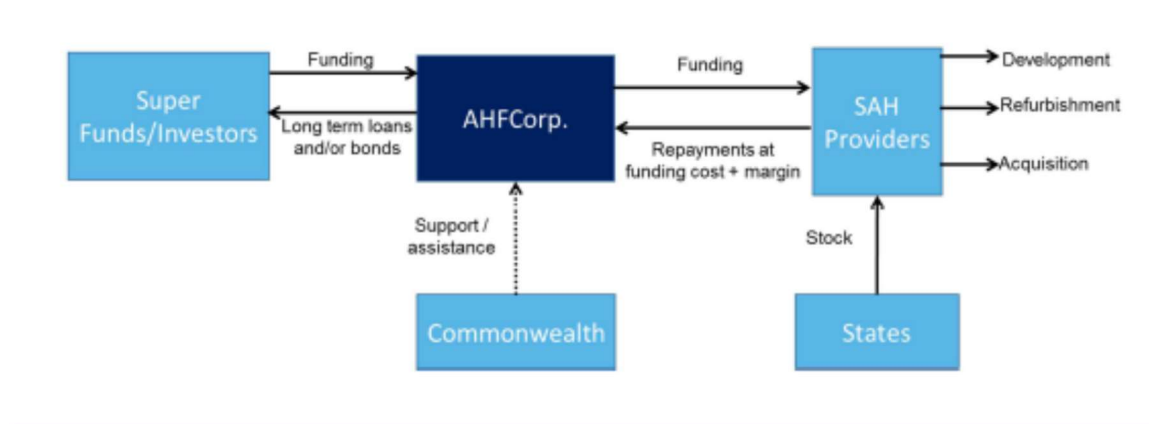 Super
Funds/Investors
Funding
Long term loans
and/or bonds
AHFCorp.
Funding
Repayments at
funding cost + margin
SAH
Providers
Development
Refurbishment
Acquisition
Support /
assistance
Stock
Commonwealth
States